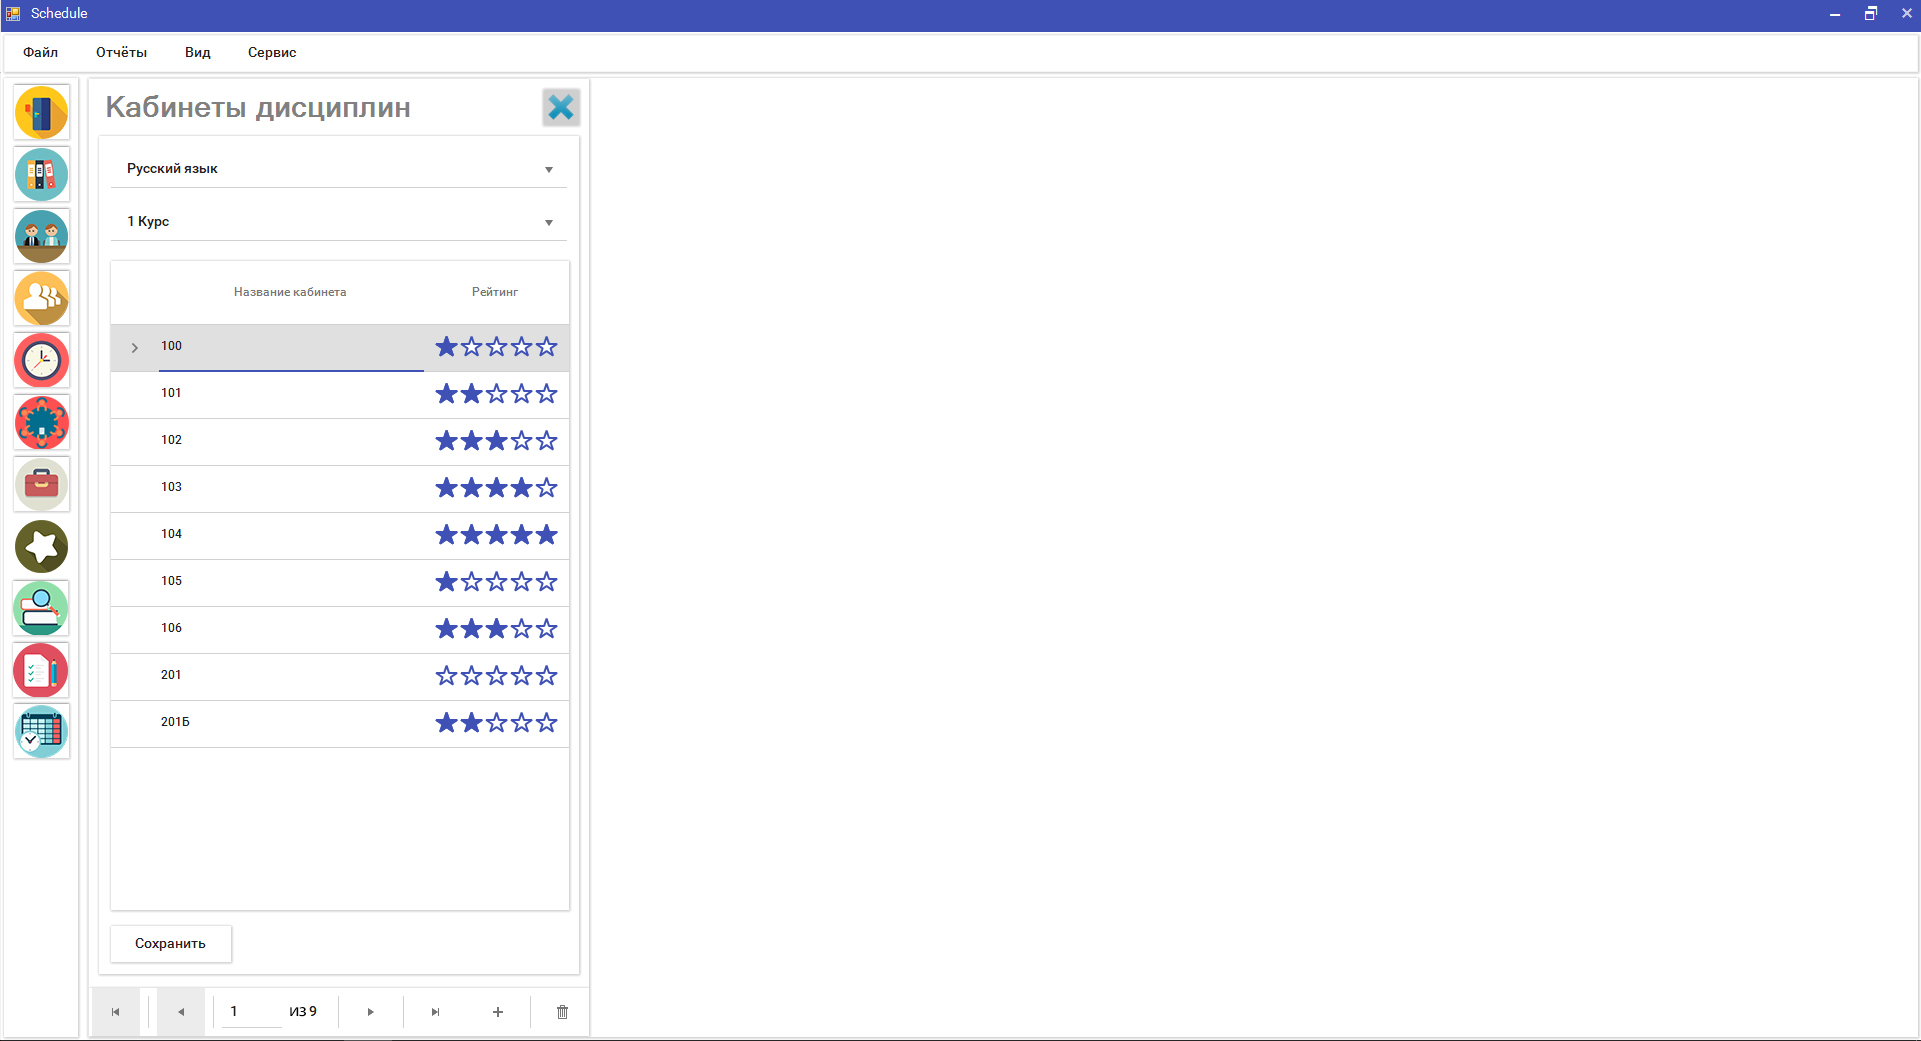 Schedule
Файл Отчёты Вид Сервис
Кабинеты дисциплин
Русский язык
1 Курс
Название кабинета Рейтинг
100
101
102
103
104
105
106
201
201Б
Сохранить
1 из 9